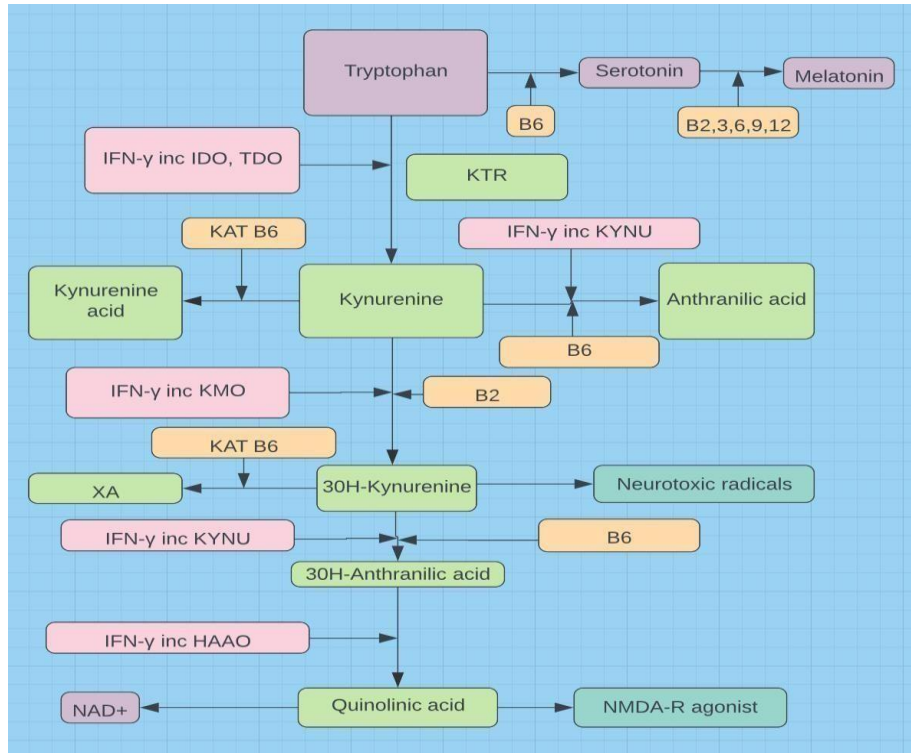 Tryptophan
Serotonin
Melatonin
B6
B2,3,6,9,12
IFN-γ inc IDO, TDO
KTR
KAT B6
IFN-γ inc KYNU
Kynurenine
acid
Kynurenine
Anthranilic acid
B6
IFN-γ inc KMO
B2
KAT B6
XA
30H-Kynurenine
Neurotoxic radicals
IFN-γ inc KYNU
B6
30H-Anthranilic acid
IFN-γ inc HAAO
NAD+
Quinolinic acid
NMDA-R agonist